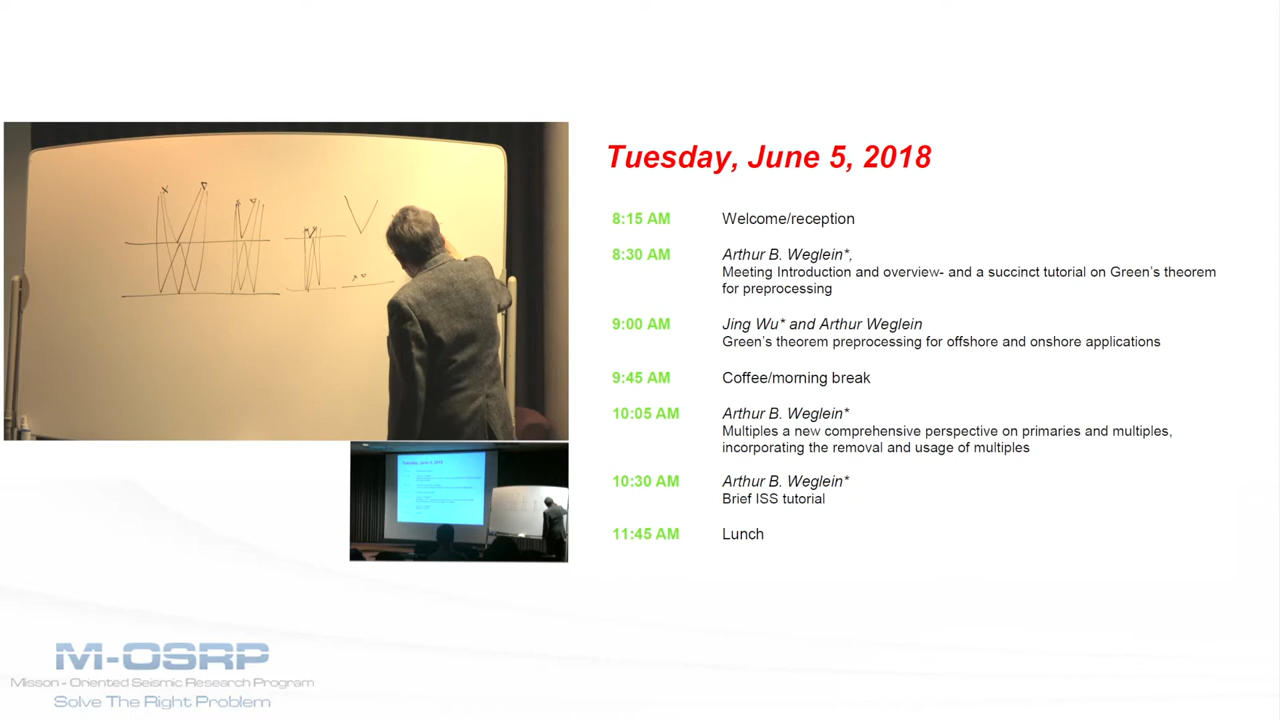 Tuesday, June 5, 2018
8:15 AM Welcome/reception
8:30 AM Arthur B. Weglein*,
Meeting Introduction and overview- and a succinct tutorial on Green's theorem
for preprocessing
9:00 AM Jing Wu* and Arthur Weglein
Green's theorem preprocessing for offshore and onshore applications
9:45 AM Coffee/morning break
10:05 AM Arthur B. Weglein*
Multiples a new comprehensive perspective on primaries and multiples,
incorporating the removal and usage of multiples
10:30 AM Arthur B. Weglein*
Brief ISS tutorial
11:45 AM Lunch
Tuesday, June 5, 2018
M-OSRP
Misson - Oriented Seismic Research Program
Solve The Right Problem